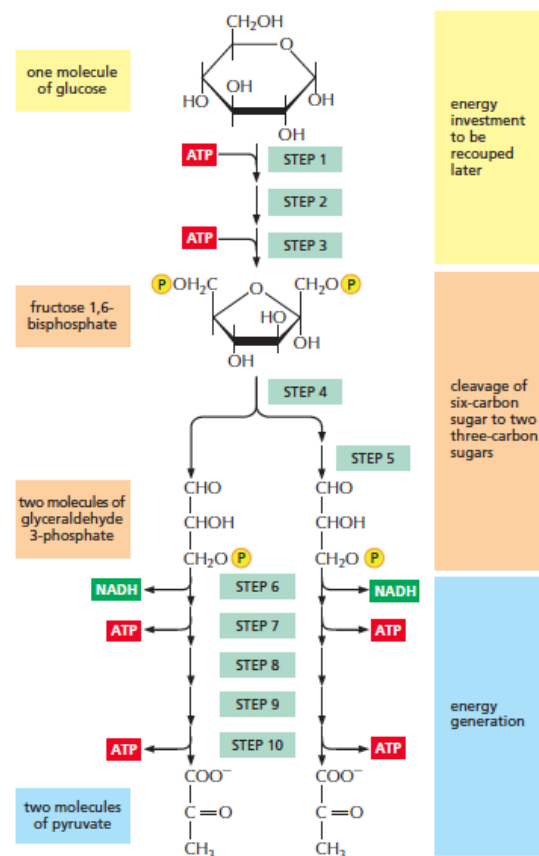 CH₂OH
O
one molecule
of glucose
OH
HO
OH
OH
energy
investment
to be
recouped
later
ATP
STEP 1
STEP 2
ATP
STEP 3
P OH₂C
O
CH₂O P
fructose 1,6-
bisphosphate
HO
OH
OH
STEP 4
cleavage of
six-carbon
sugar to two
three-carbon
sugars
STEP 5
two molecules of
glyceraldehyde
3-phosphate
CHO
CHOH
CH₂O P
CHO
CHOH
CH₂O P
NADH
STEP 6
NADH
ATP
STEP 7
ATP
STEP 8
STEP 9
energy
generation
ATP
STEP 10
ATP
two molecules
of pyruvate
COO⁻
C=O
CH₃
COO⁻
C=O
CH₃